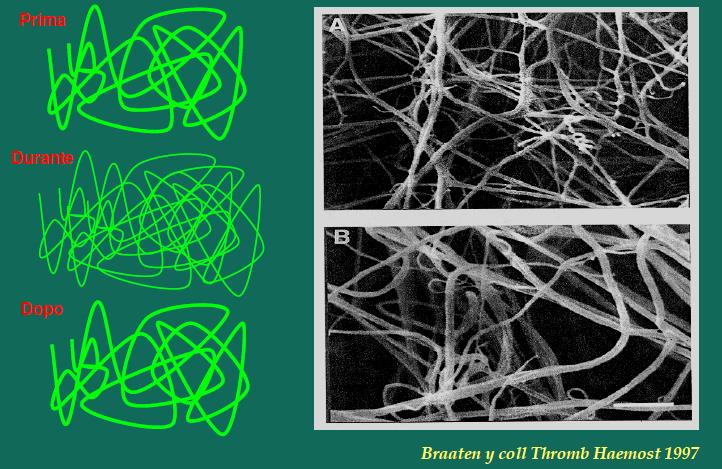 Prima
A
Durante
B
Dopo
Braaten y coll Thromb Haemost 1997